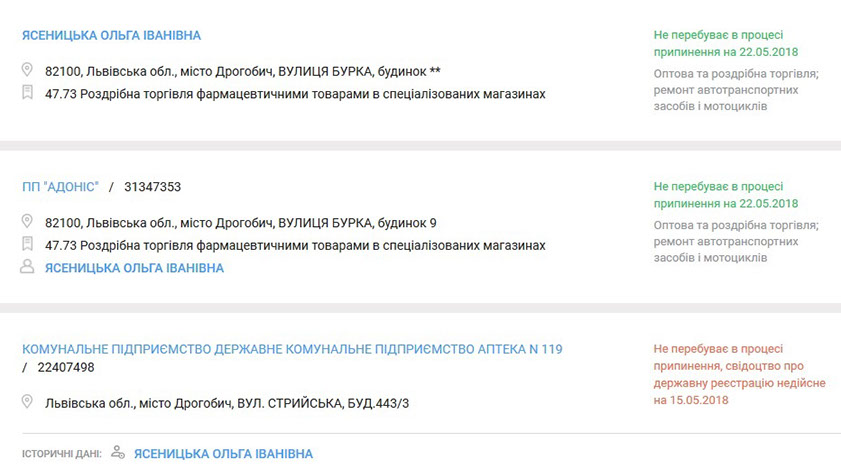 ЯСЕНИЦЬКА ОЛЬГА ІВАНІВНА
82100, Львівська обл., місто Дрогобич, ВУЛИЦЯ БУРКА, будинок **
47.73 Роздрібна торгівля фармацевтичними товарами в спеціалізованих магазинах
Не перебуває в процесі
припинення на 22.05.2018
Оптова та роздрібна торгівля;
ремонт автотранспортних
засобів і мотоциклів
ПП "АДОНІС" / 31347353
82100, Львівська обл., місто Дрогобич, ВУЛИЦЯ БУРКА, будинок 9
47.73 Роздрібна торгівля фармацевтичними товарами в спеціалізованих магазинах
ЯСЕНИЦЬКА ОЛЬГА ІВАНІВНА
Не перебуває в процесі
припинення на 22.05.2018
Оптова та роздрібна торгівля;
ремонт автотранспортних
засобів і мотоциклів
КОМУНАЛЬНЕ ПІДПРИЄМСТВО ДЕРЖАВНЕ КОМУНАЛЬНЕ ПІДПРИЄМСТВО АПТЕКА N 119
/ 22407498
Львівська обл., місто Дрогобич, ВУЛ. СТРИЙСЬКА, БУД.443/3
Не перебуває в процесі
припинення, свідоцтво про
державну реєстрацію недійсне
на 15.05.2018
ІСТОРИЧНІ ДАНІ: ЯСЕНИЦЬКА ОЛЬГА ІВАНІВНА